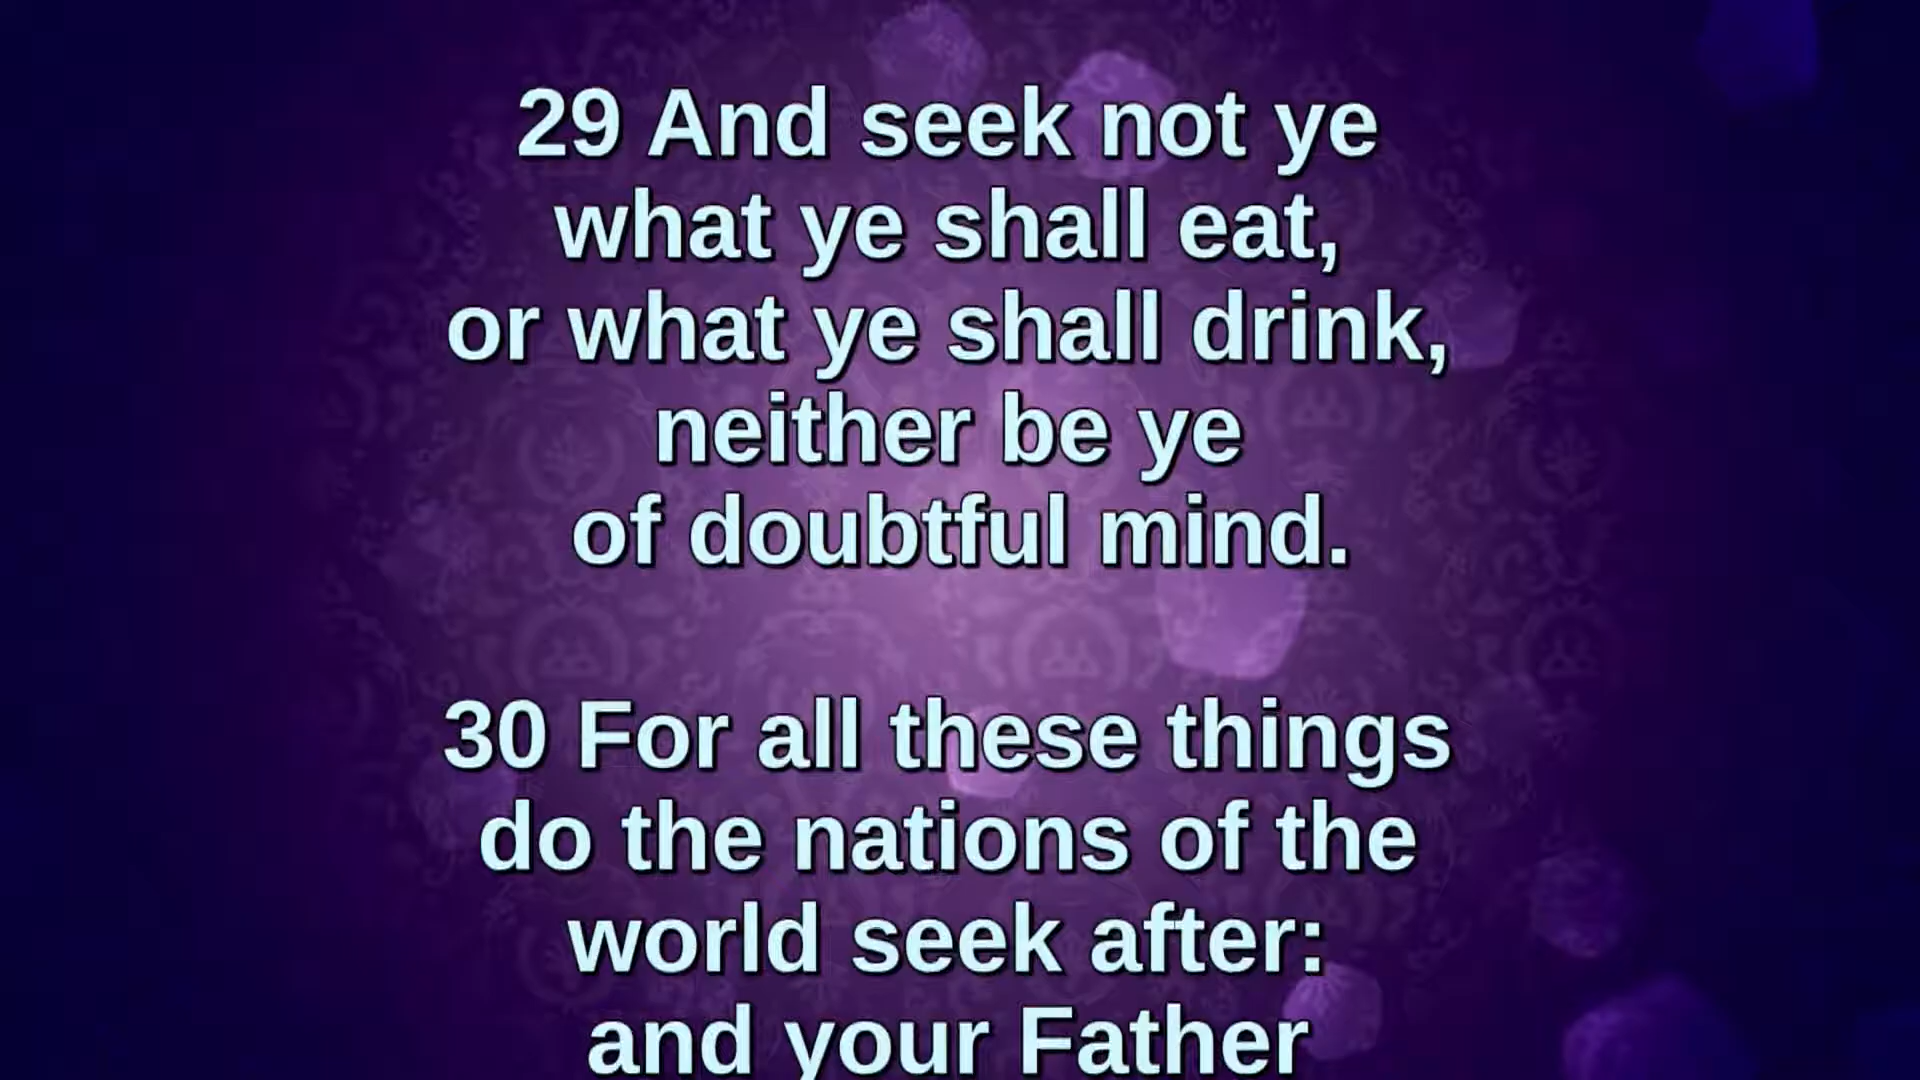 29 And seek not ye
what ye shall eat,
or what ye shall drink,
neither be ye
of doubtful mind.
30 For all these things
do the nations of the
world seek after:
and your Father